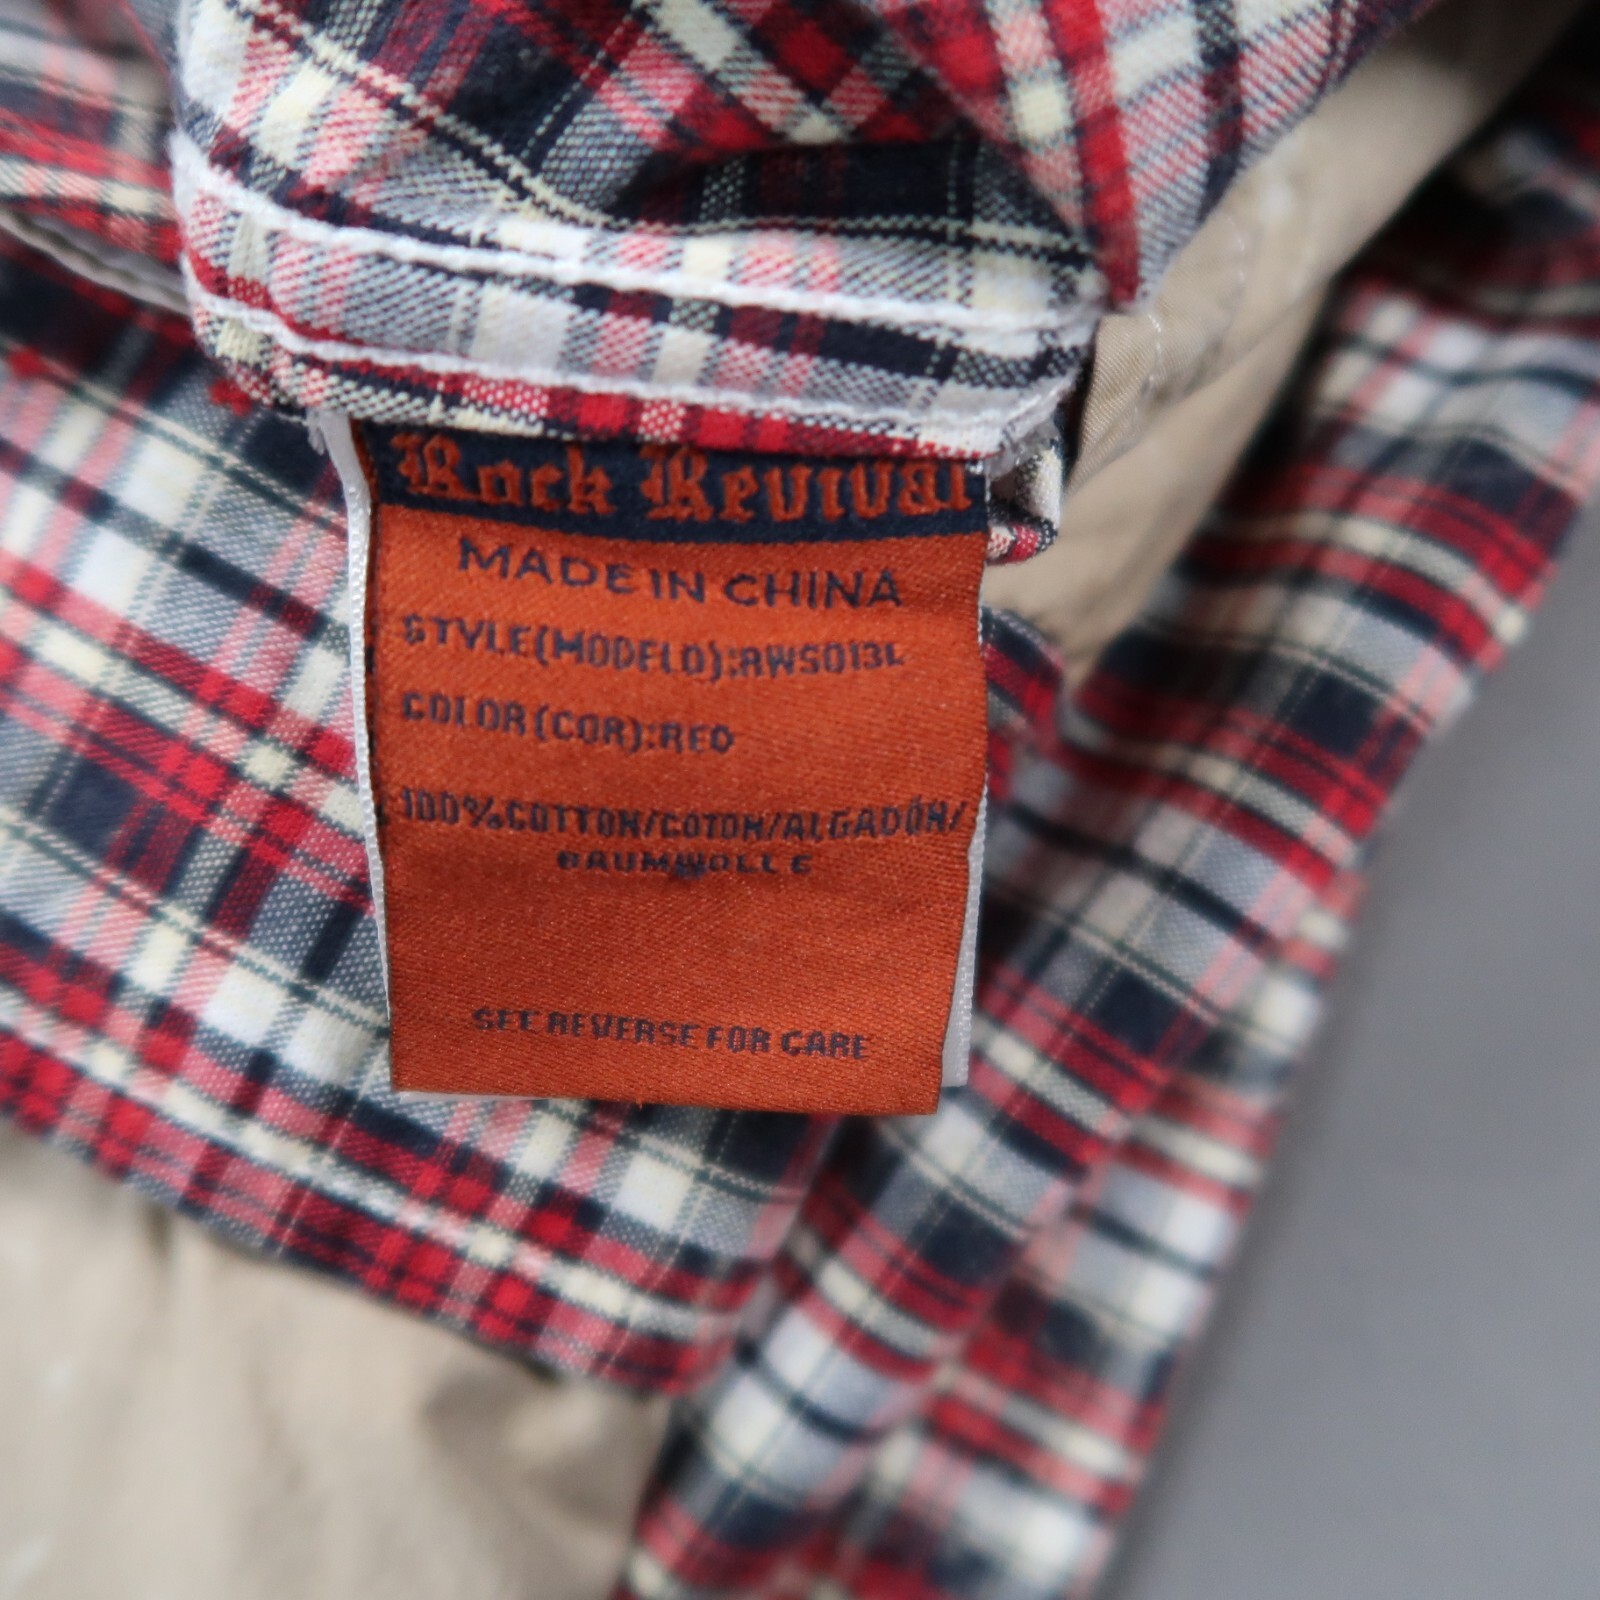 Rock Revival
MADE IN CHINA
STYLE(MODELO):RWS013L
COLOR(COR):RED
100%COTTON/COTON/ALGADÓN/
BAUMWOLLE
SEE REVERSE FOR CARE